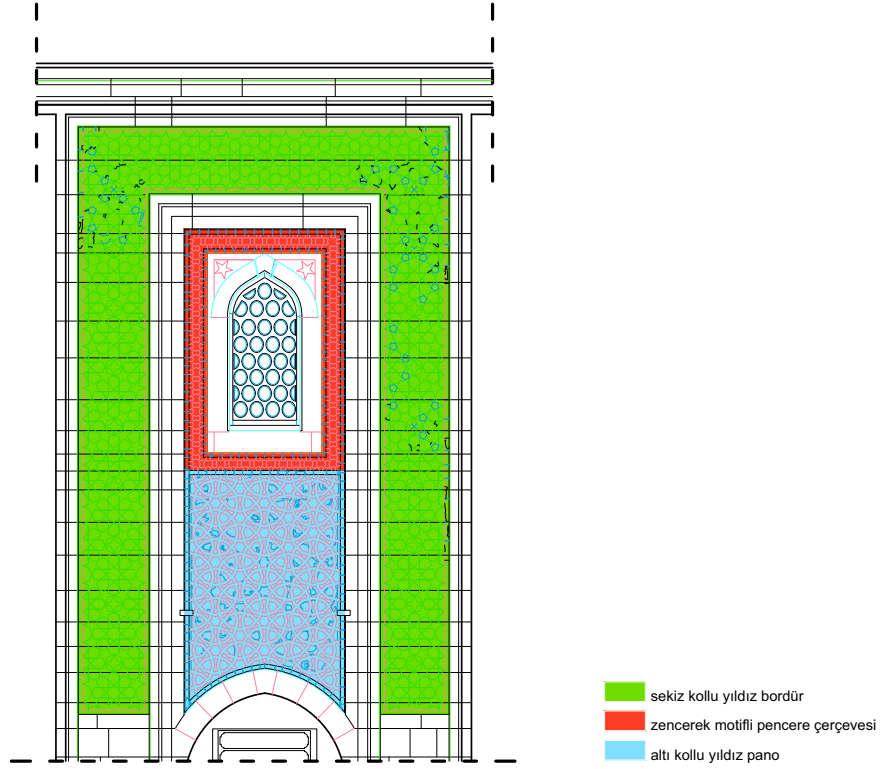 sekiz kollu yıldız bordür
zencerek motifli pencere çerçevesi
altı kollu yıldız pano